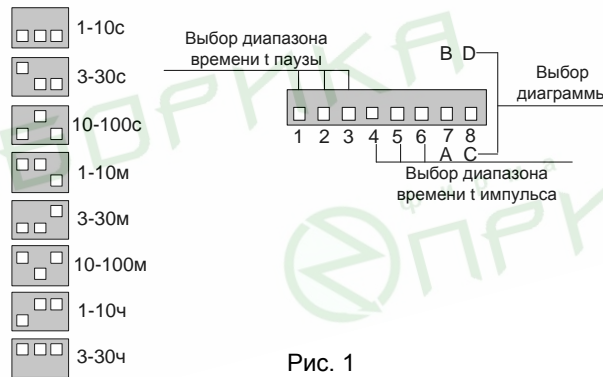 1-10с
3-30с
10-100с
1-10м
3-30м
10-100м
1-10ч
3-30ч
Выбор диапазона
времени t паузы
B D
1 2 3 4 5 6 7 8
A C
Выбор
диаграммы
Выбор диапазона
времени t импульса
Рис. 1